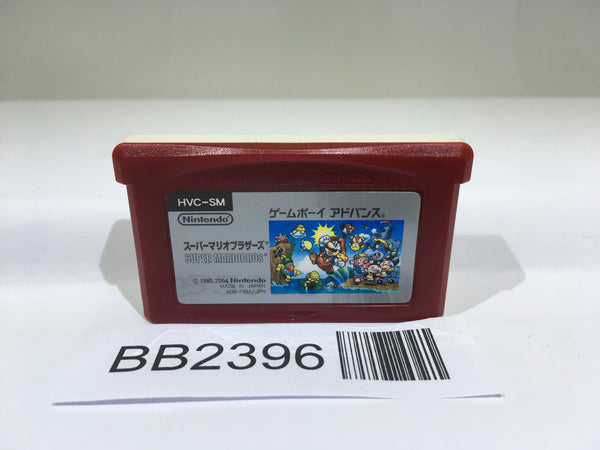 HVC-SM
Nintendo
ゲームボーイ アドバンス®
スーパーマリオブラザーズ®
SUPER MARIOBROS®
©1985,2004 Nintendo
MADE IN JAPAN
AGB-FSMJ-JPN
BB2396